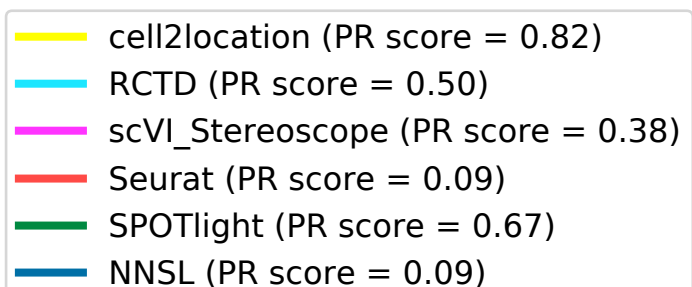 cell2location (PR score = 0.82)
RCTD (PR score = 0.50)
scVI_Stereoscope (PR score = 0.38)
Seurat (PR score = 0.09)
SPOTlight (PR score = 0.67)
NNSL (PR score = 0.09)